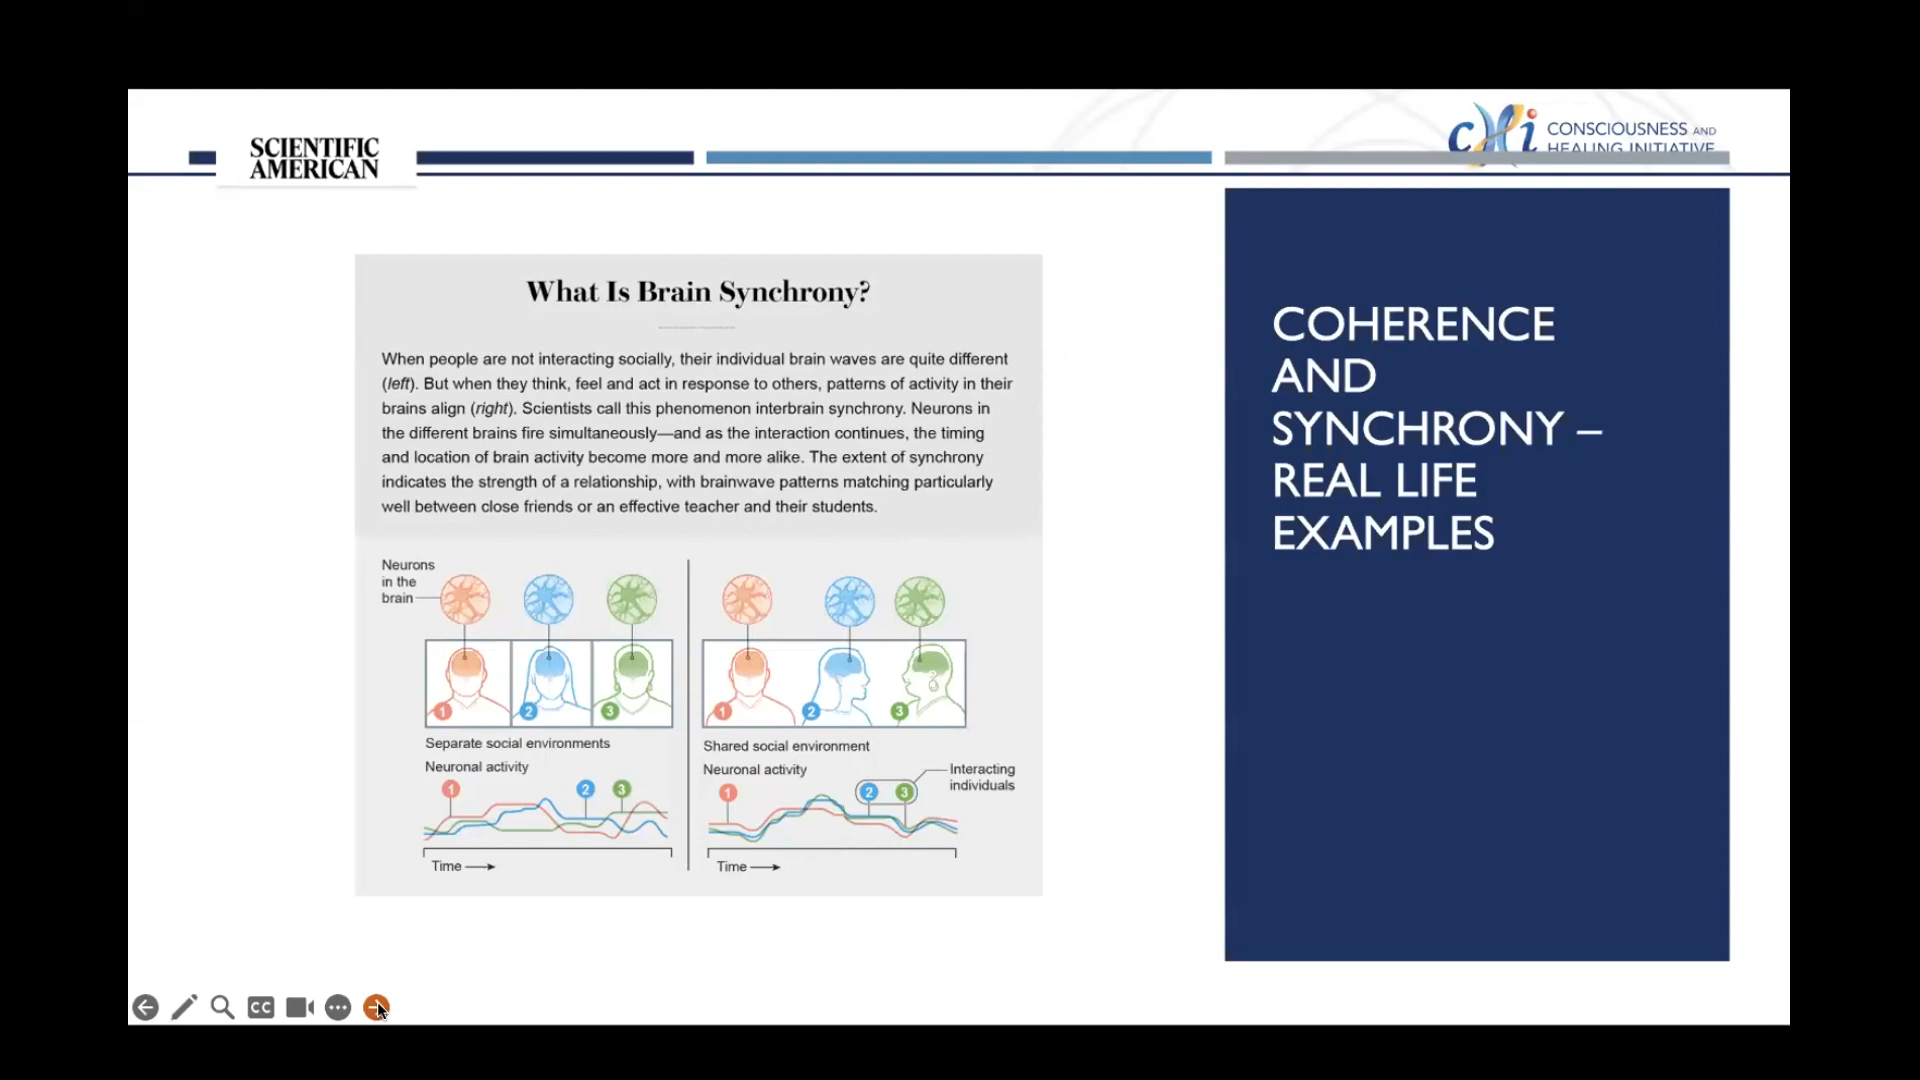 SCIENTIFIC
AMERICAN
cHi
CONSCIOUSNESS AND
HEALING INITIATIVE
What Is Brain Synchrony?
When people are not interacting socially, their individual brain waves are quite different
(left). But when they think, feel and act in response to others, patterns of activity in their
brains align (right). Scientists call this phenomenon interbrain synchrony. Neurons in
the different brains fire simultaneously—and as the interaction continues, the timing
and location of brain activity become more and more alike. The extent of synchrony
indicates the strength of a relationship, with brainwave patterns matching particularly
well between close friends or an effective teacher and their students.
Neurons
in the
brain
1
2
3
Separate social environments
Neuronal activity
1
2
3
Time
1
2
3
Shared social environment
Neuronal activity
1
2
3
Interacting
individuals
Time
COHERENCE
AND
SYNCHRONY –
REAL LIFE
EXAMPLES
CC